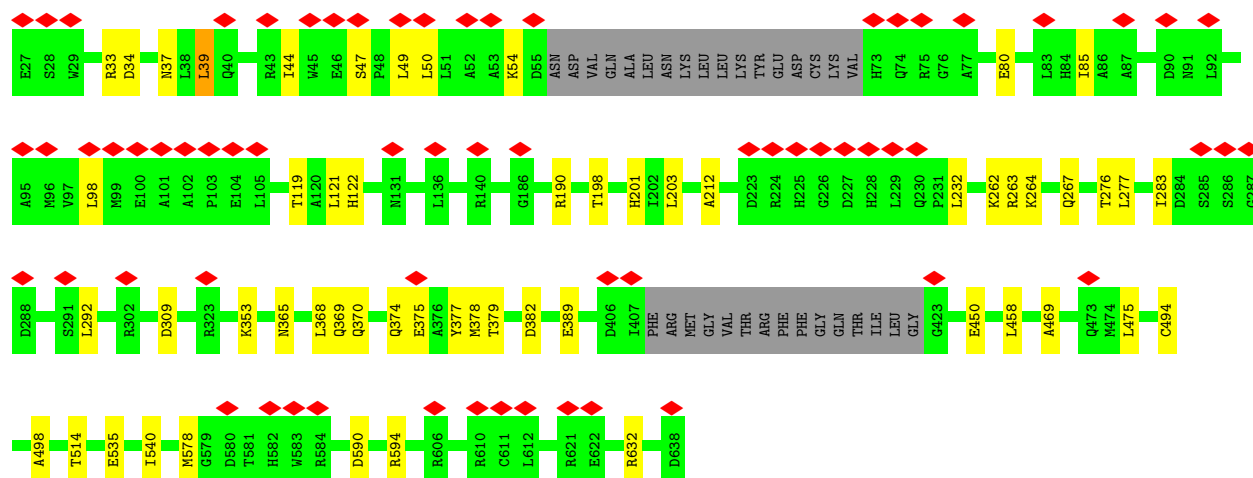 E27 S28 W29 R33 D34 N37 L38 L39 Q40 R43 I44 W45 E46 S47 P48 L49 L50 L51 A52 A53 K54 D55 ASN ASP VAL GLN ALA LEU ASN LYS LEU LEU LYS TYR GLU ASP CYS LYS VAL H73 Q74 R75 G76 A77 E80 L83 H84 I85 A86 A87 D90 N91 L92
A95 M96 V97 L98 M99 E100 A101 A102 P103 E104 L105 T119 A120 L121 H122 N131 L136 R140 G186 R190 T198 H201 I202 L203 A212 D223 R224 H225 G226 D227 H228 L229 Q230 P231 L232 K262 R263 K264 Q267 T276 L277 I283 D284 S285 S286 G287
D288 S291 L292 R302 D309 R323 K353 N365 L368 Q369 Q370 Q374 E375 A376 Y377 M378 T379 D382 E389 D406 I407 PHE ARG MET GLY VAL THR ARG PHE PHE GLY GLN THR ILE LEU GLY G423 E450 L458 A469 Q473 M474 L475 C494
A498 T514 E535 I540 M578 G579 D580 T581 H582 W583 R584 D590 R594 R606 R610 C611 L612 R621 E622 R632 D638